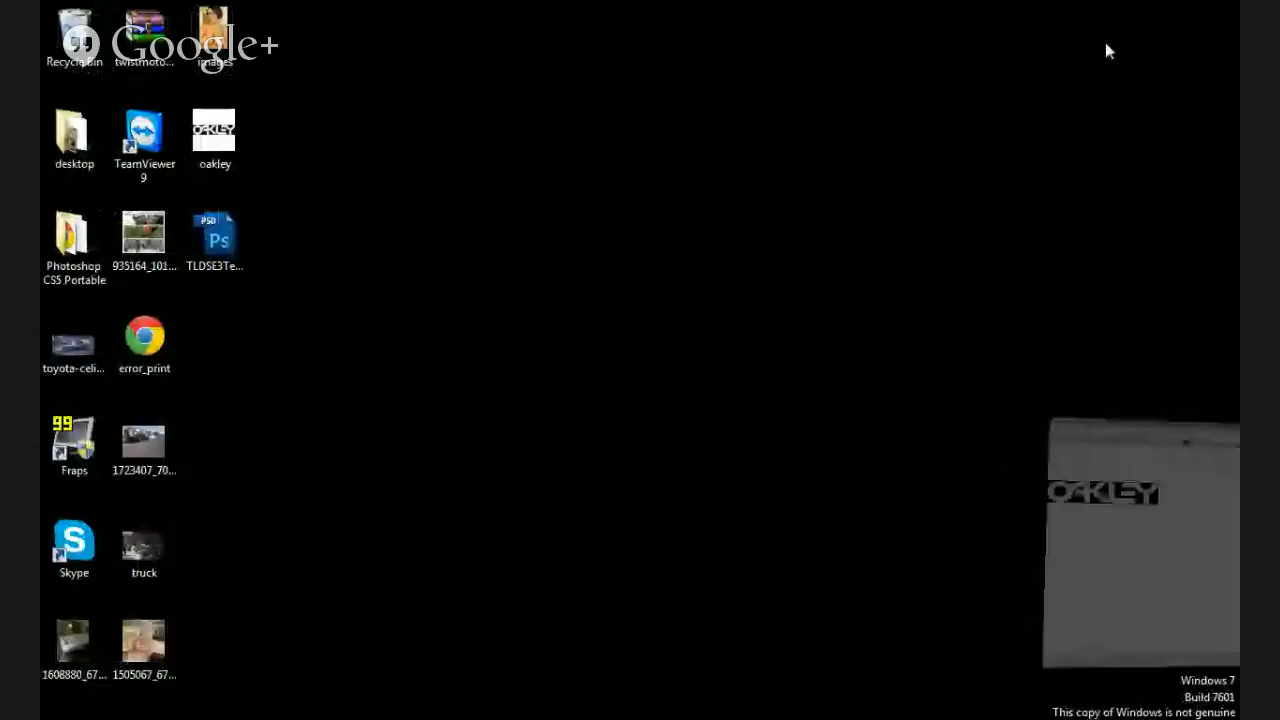 Google+
Recycle Bin
twistmoto...
images
desktop
TeamViewer
9
OAKLEY
oakley
Photoshop
CS5 Portable
935164_101...
PSD
Ps
TLDSE3Te...
toyota-celi...
error_print
99
Fraps
1723407_70...
OAKLEY
S
Skype
truck
1608880_67...
1505067_67...
Windows 7
Build 7601
This copy of Windows is not genuine